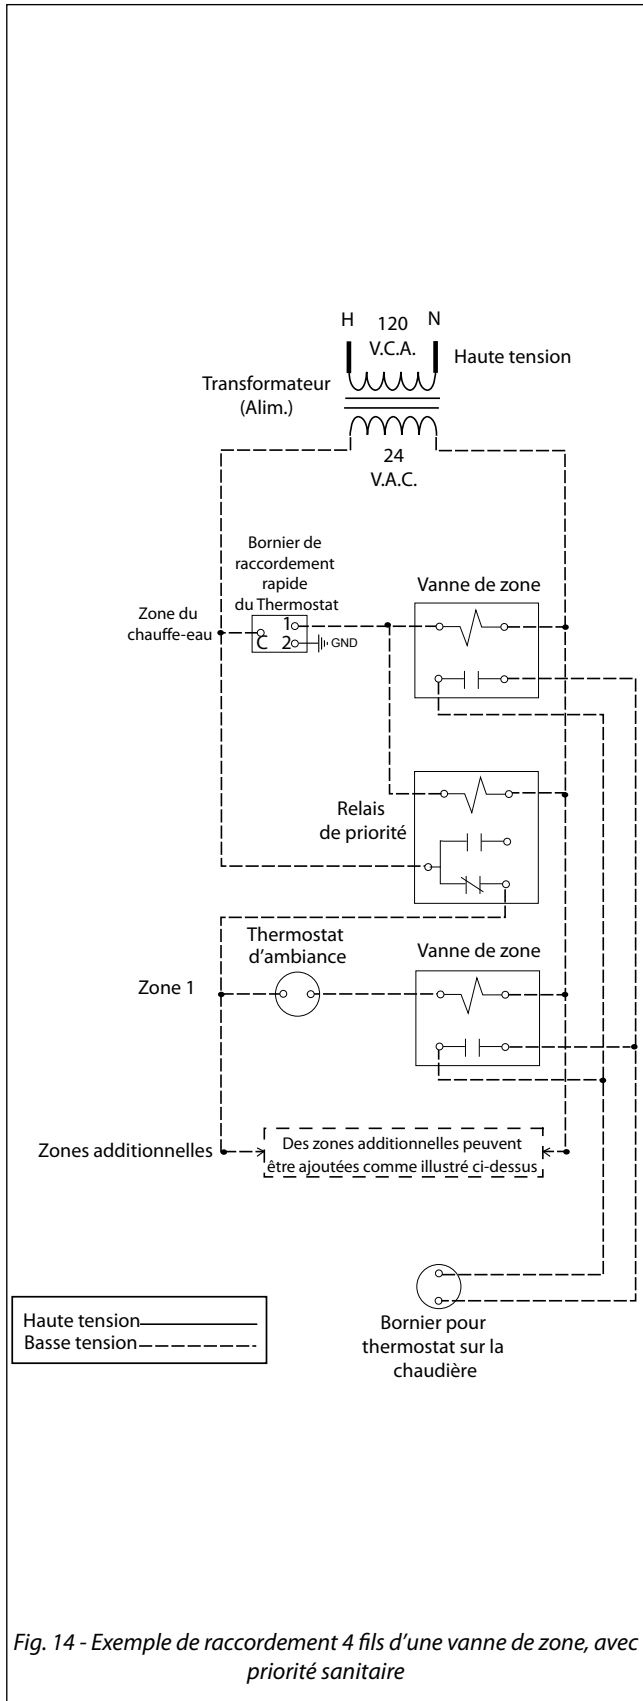 H 120 N
V.C.A.
Haute tension
Transformateur
(Alim.)
24
V.A.C.
Bornier de
raccordement
rapide
du Thermostat
Vanne de zone
Zone du
chauffe-eau
1
C 2
GND
Relais
de priorité
Thermostat
d'ambiance
Vanne de zone
Zone 1
Zones additionnelles
Des zones additionnelles peuvent
être ajoutées comme illustré ci-dessus
Haute tension
Basse tension
Bornier pour
thermostat sur la
chaudière
Fig. 14 - Exemple de raccordement 4 fils d'une vanne de zone, avec
priorité sanitaire